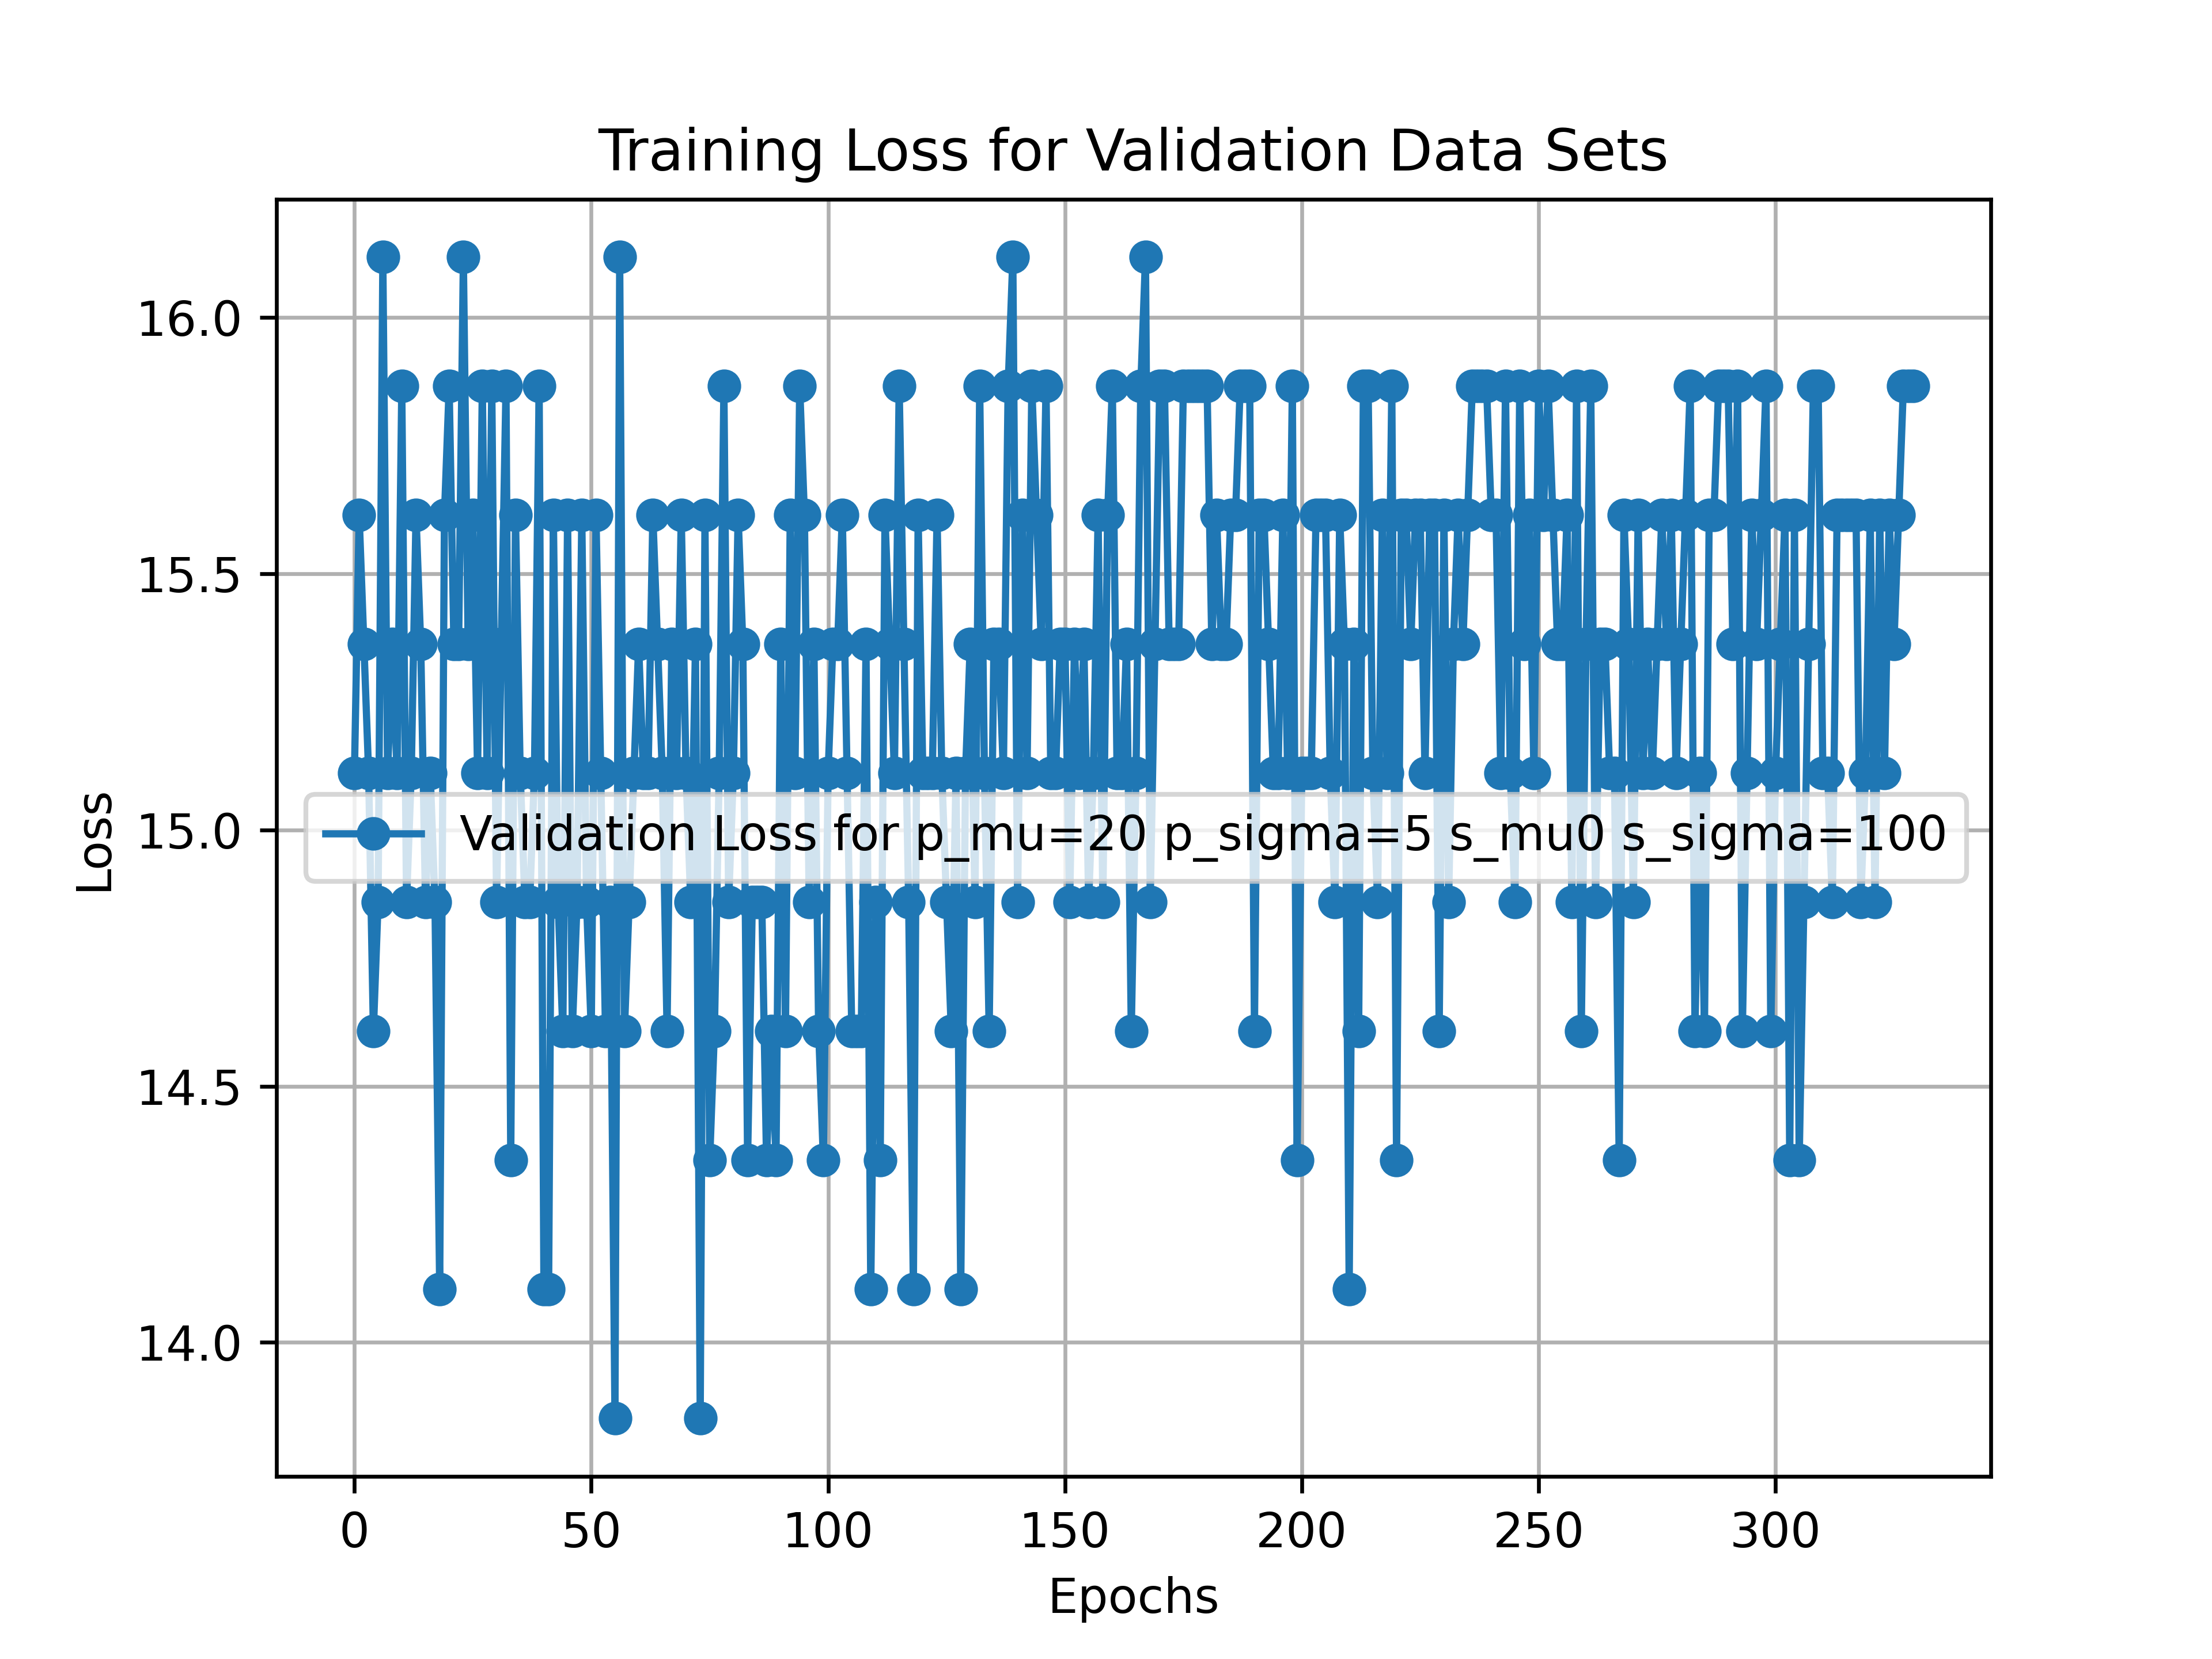 Training Loss for Validation Data Sets
16.0
15.5
15.0
14.5
14.0
Loss
Validation Loss for p_mu=20 p_sigma=5 s_mu0 s_sigma=100
0 50 100 150 200 250 300
Epochs